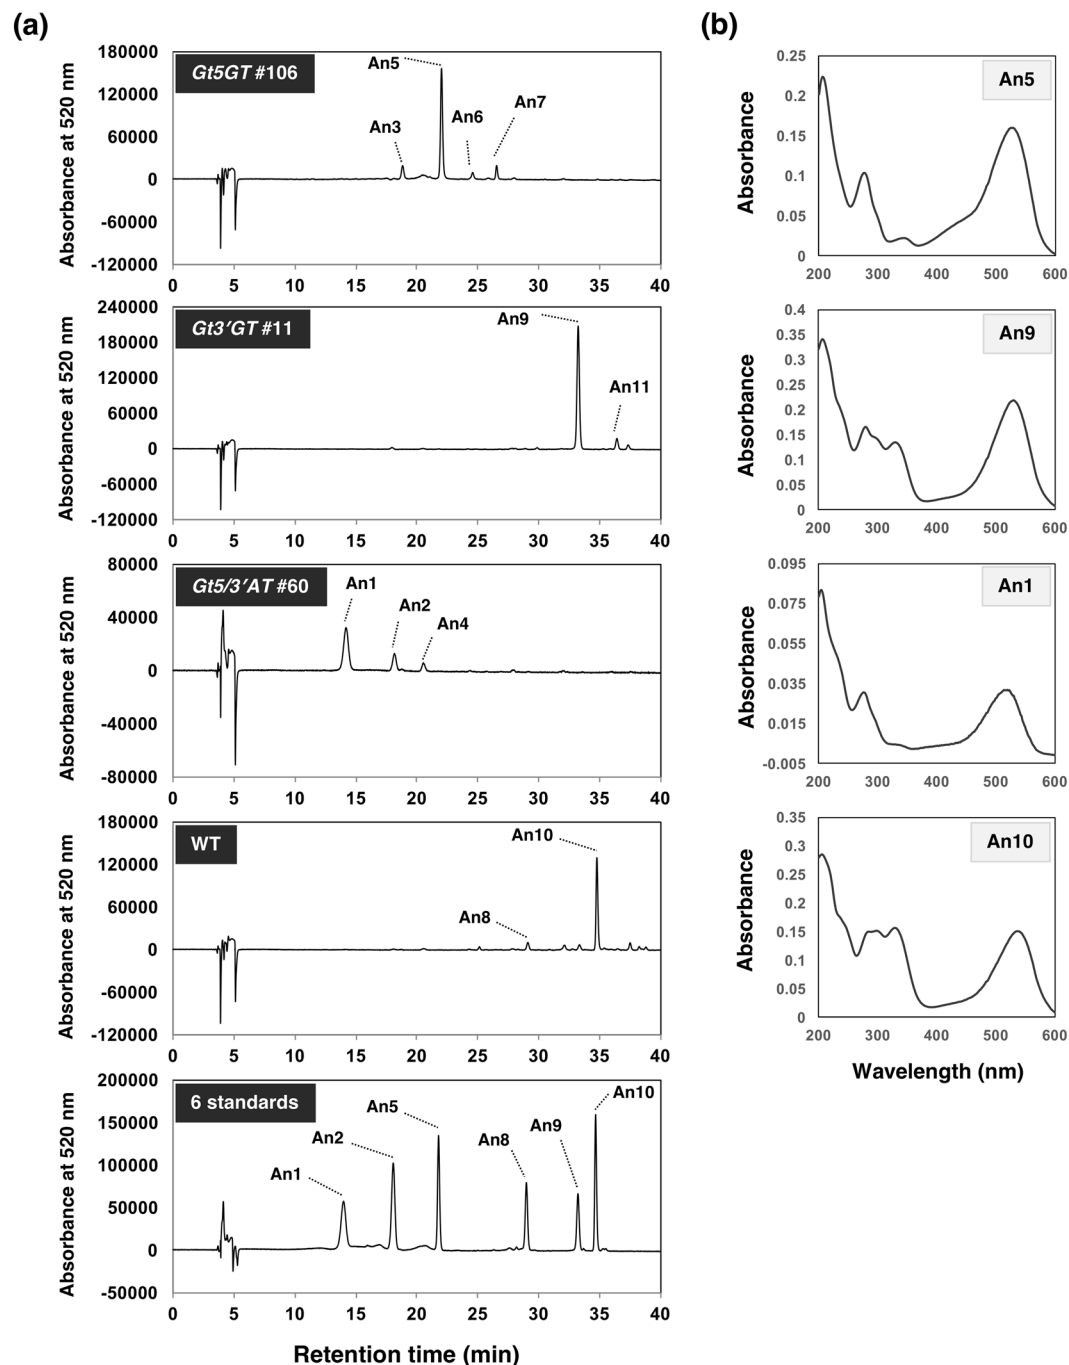 (a)
Gt5GT #106
Absorbance at 520 nm
180000
120000
60000
0
-60000
-120000
An3
An5
An6
An7
0 5 10 15 20 25 30 35 40
Gt3′GT #11
Absorbance at 520 nm
240000
180000
120000
60000
0
-60000
-120000
An9
An11
0 5 10 15 20 25 30 35 40
Gt5/3′AT #60
Absorbance at 520 nm
80000
40000
0
-40000
-80000
An1
An2
An4
0 5 10 15 20 25 30 35 40
WT
Absorbance at 520 nm
180000
120000
60000
0
-60000
-120000
An8
An10
0 5 10 15 20 25 30 35 40
6 standards
Absorbance at 520 nm
200000
150000
100000
50000
0
-50000
An1
An2
An5
An8
An9
An10
0 5 10 15 20 25 30 35 40
Retention time (min)
(b)
An5
Absorbance
0.25
0.2
0.15
0.1
0.05
0
200 300 400 500 600
An9
Absorbance
0.4
0.35
0.3
0.25
0.2
0.15
0.1
0.05
0
200 300 400 500 600
An1
Absorbance
0.095
0.075
0.055
0.035
0.015
-0.005
200 300 400 500 600
An10
Absorbance
0.35
0.3
0.25
0.2
0.15
0.1
0.05
0
200 300 400 500 600
Wavelength (nm)